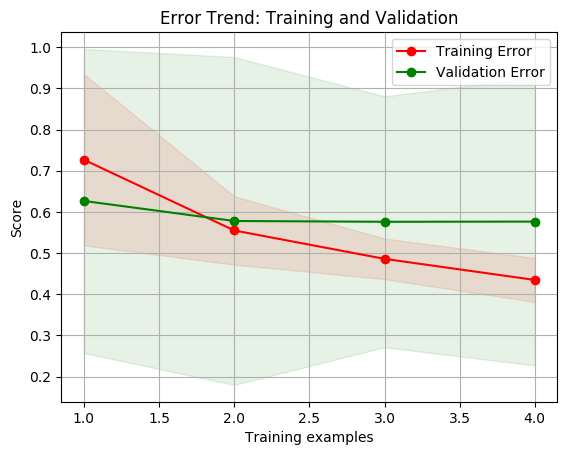 Error Trend: Training and Validation
Training Error
Validation Error
Score
1.0
0.9
0.8
0.7
0.6
0.5
0.4
0.3
0.2
1.0 1.5 2.0 2.5 3.0 3.5 4.0
Training examples